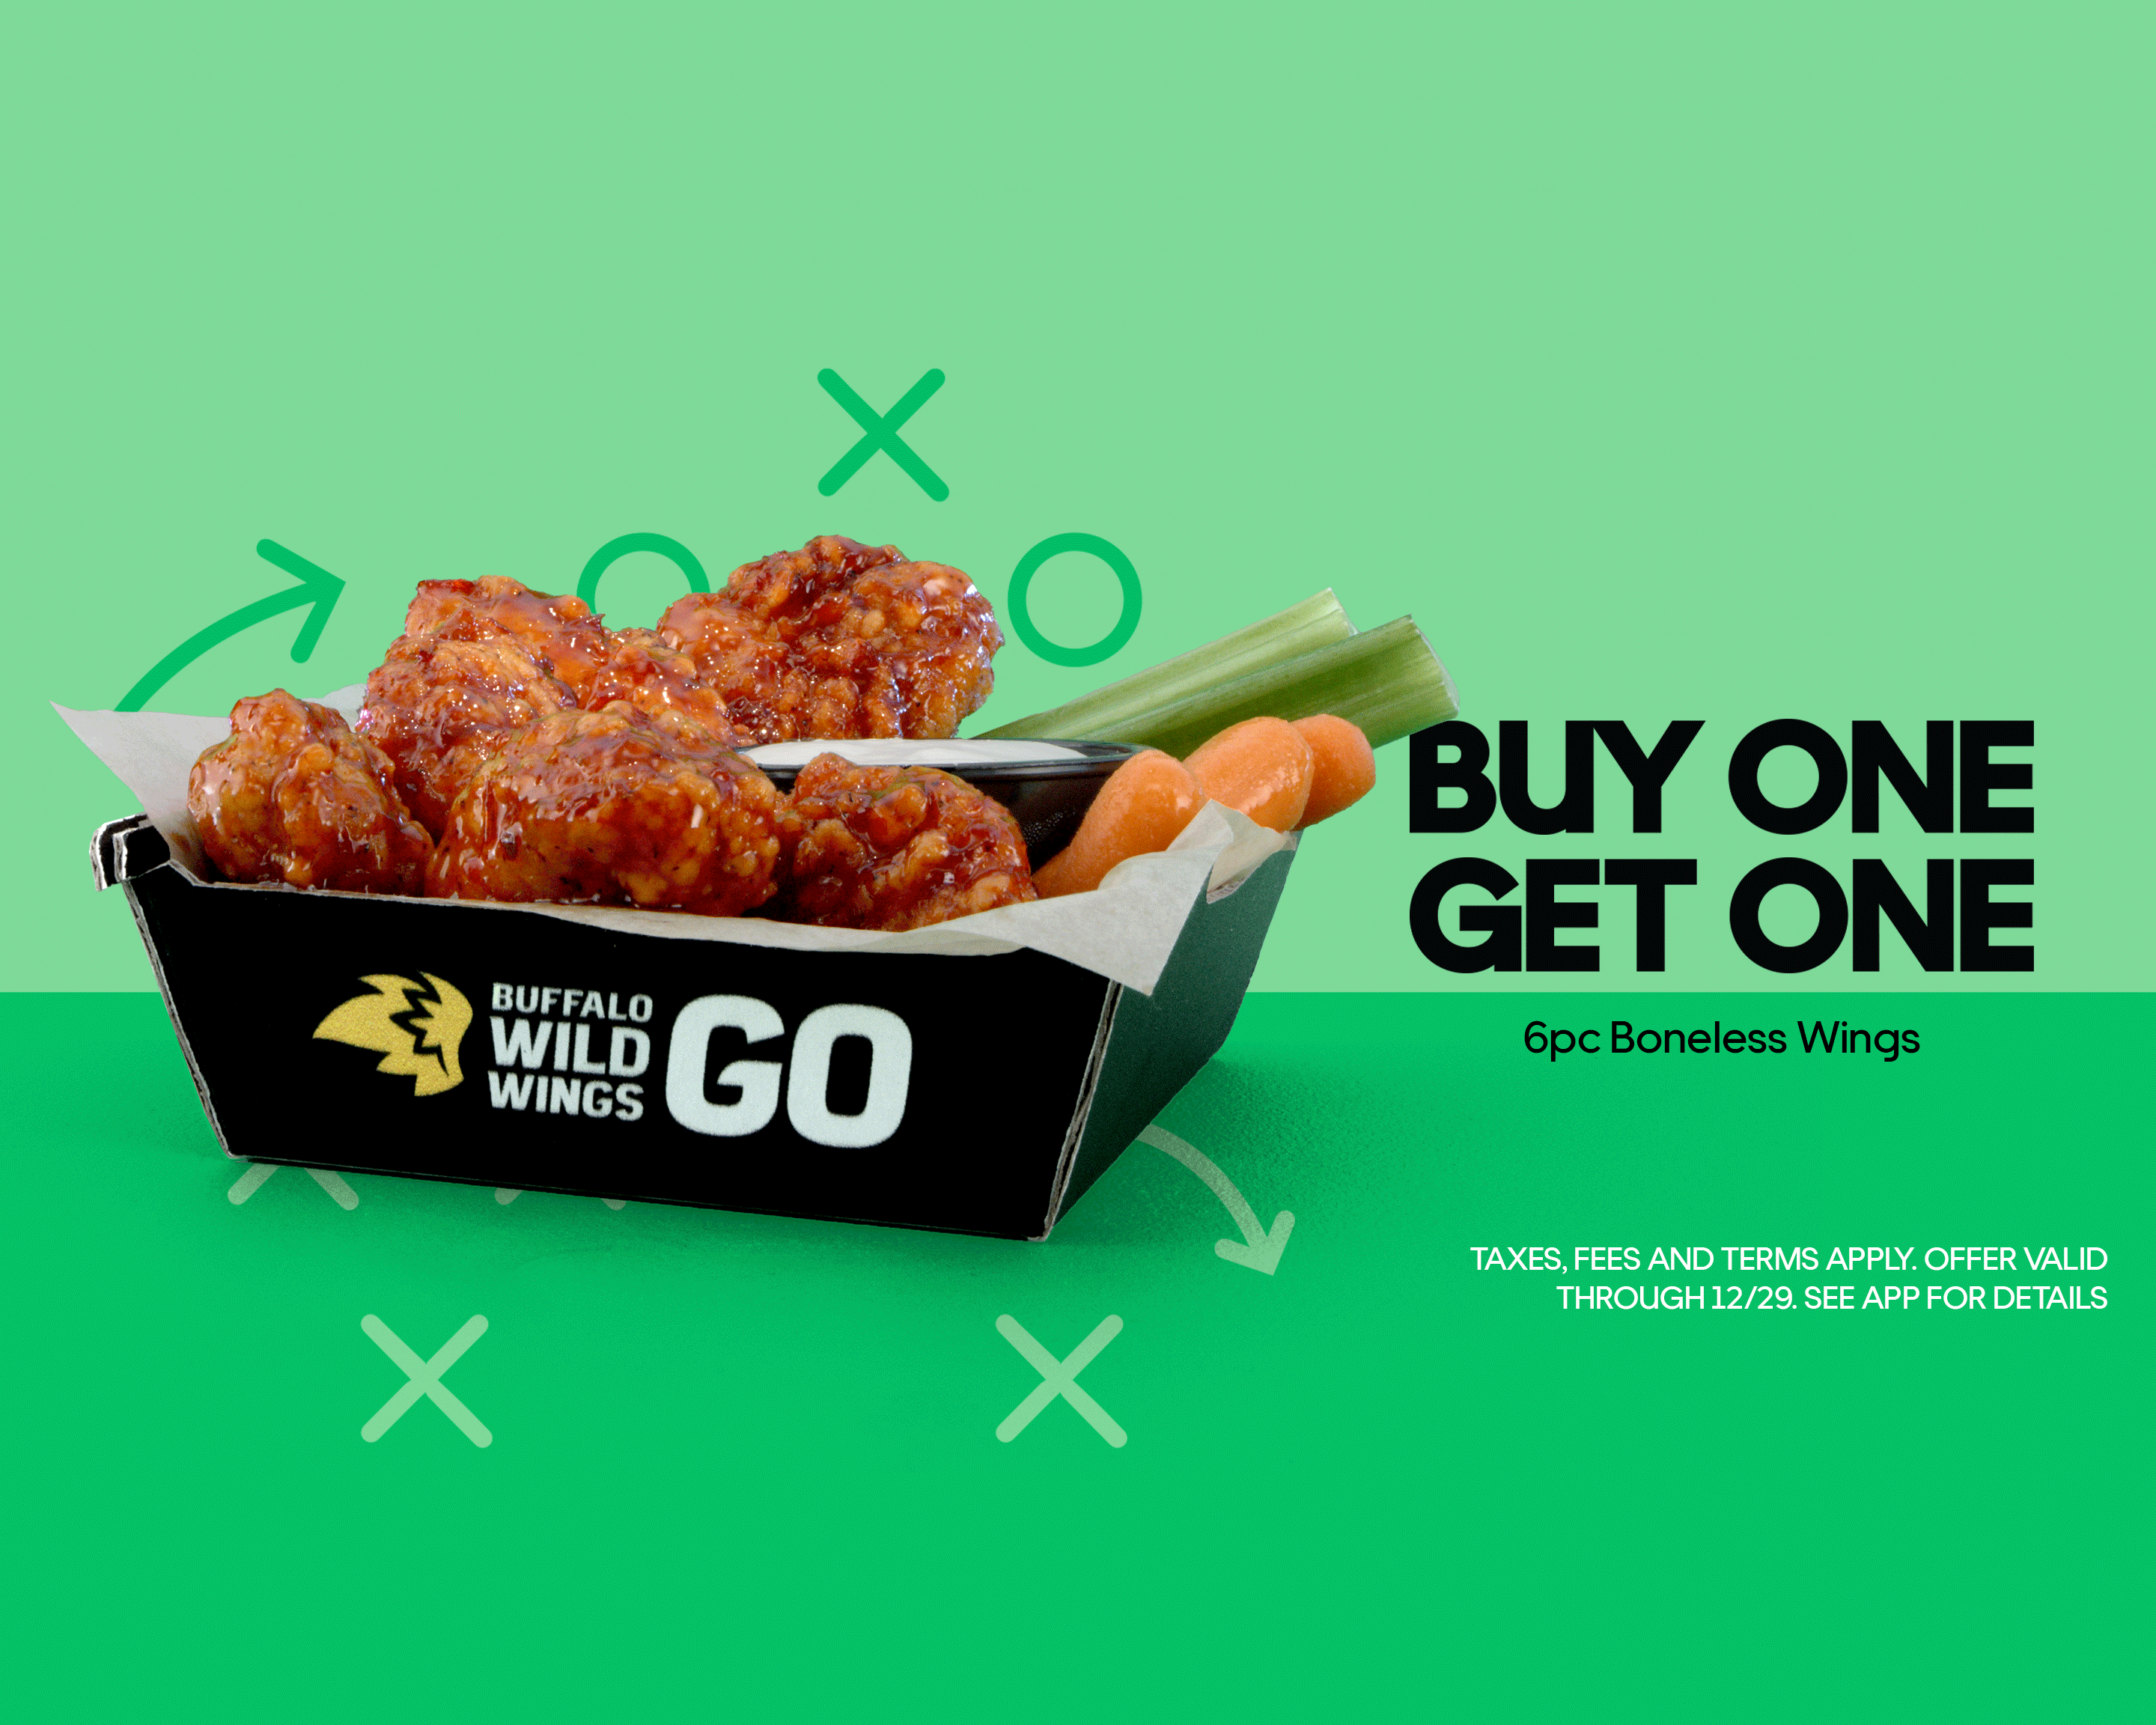 BUFFALO
WILD
WINGS
GO
BUY ONE
GET ONE
6pc Boneless Wings
TAXES, FEES AND TERMS APPLY. OFFER VALID
THROUGH 12/29. SEE APP FOR DETAILS